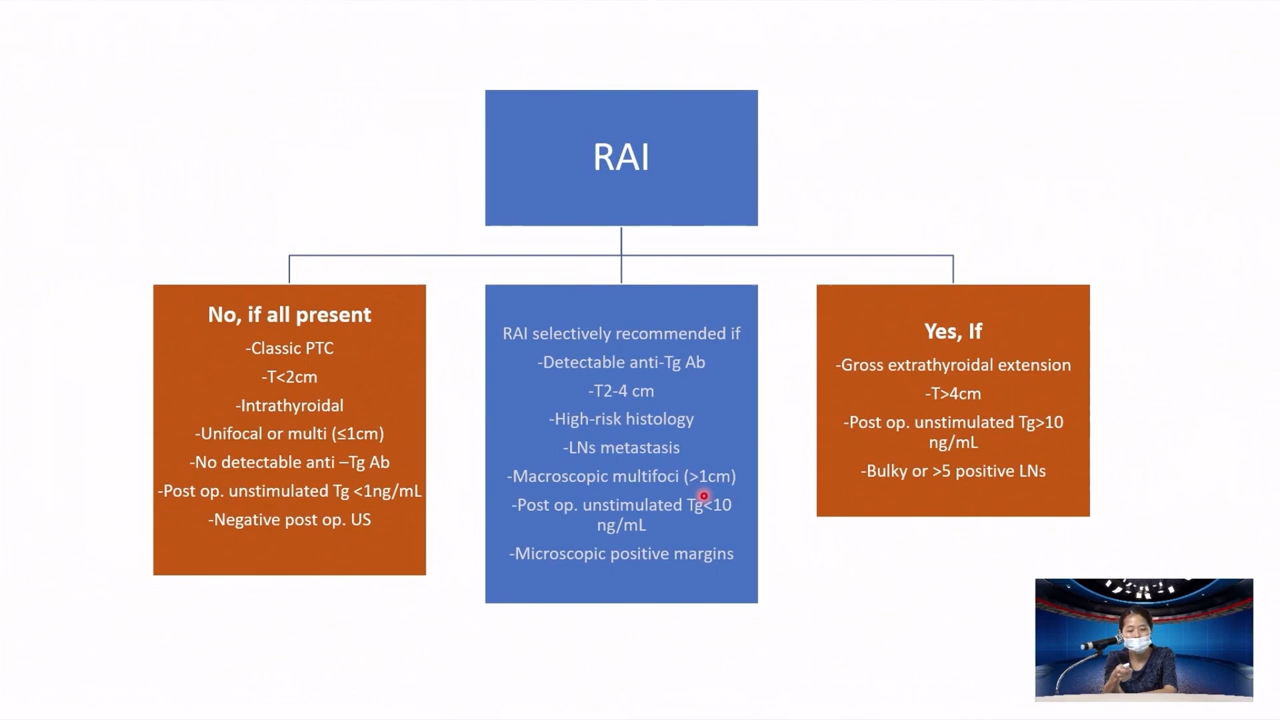 RAI
No, if all present
-Classic PTC
-T<2cm
-Intrathyroidal
-Unifocal or multi (≤1cm)
-No detectable anti –Tg Ab
-Post op. unstimulated Tg <1ng/mL
-Negative post op. US
RAI selectively recommended if
-Detectable anti-Tg Ab
-T2-4 cm
-High-risk histology
-LNs metastasis
-Macroscopic multifoci (>1cm)
-Post op. unstimulated Tg<10
ng/mL
-Microscopic positive margins
Yes, If
-Gross extrathyroidal extension
-T>4cm
-Post op. unstimulated Tg>10
ng/mL
-Bulky or >5 positive LNs